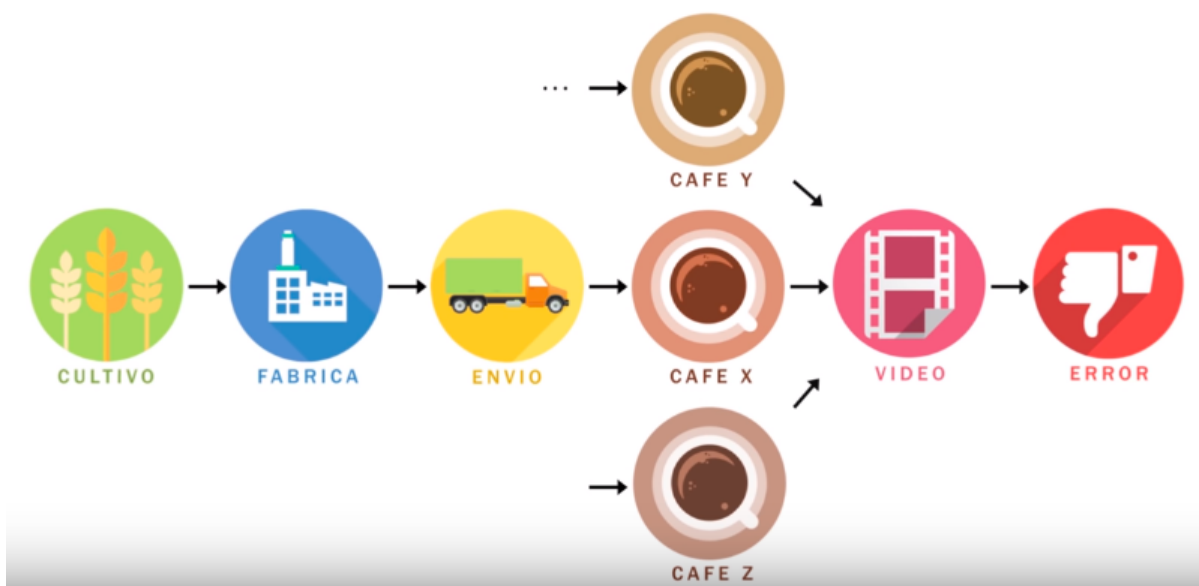 ...
CAFE Y
CULTIVO
FABRICA
ENVIO
CAFE X
VIDEO
ERROR
CAFE Z